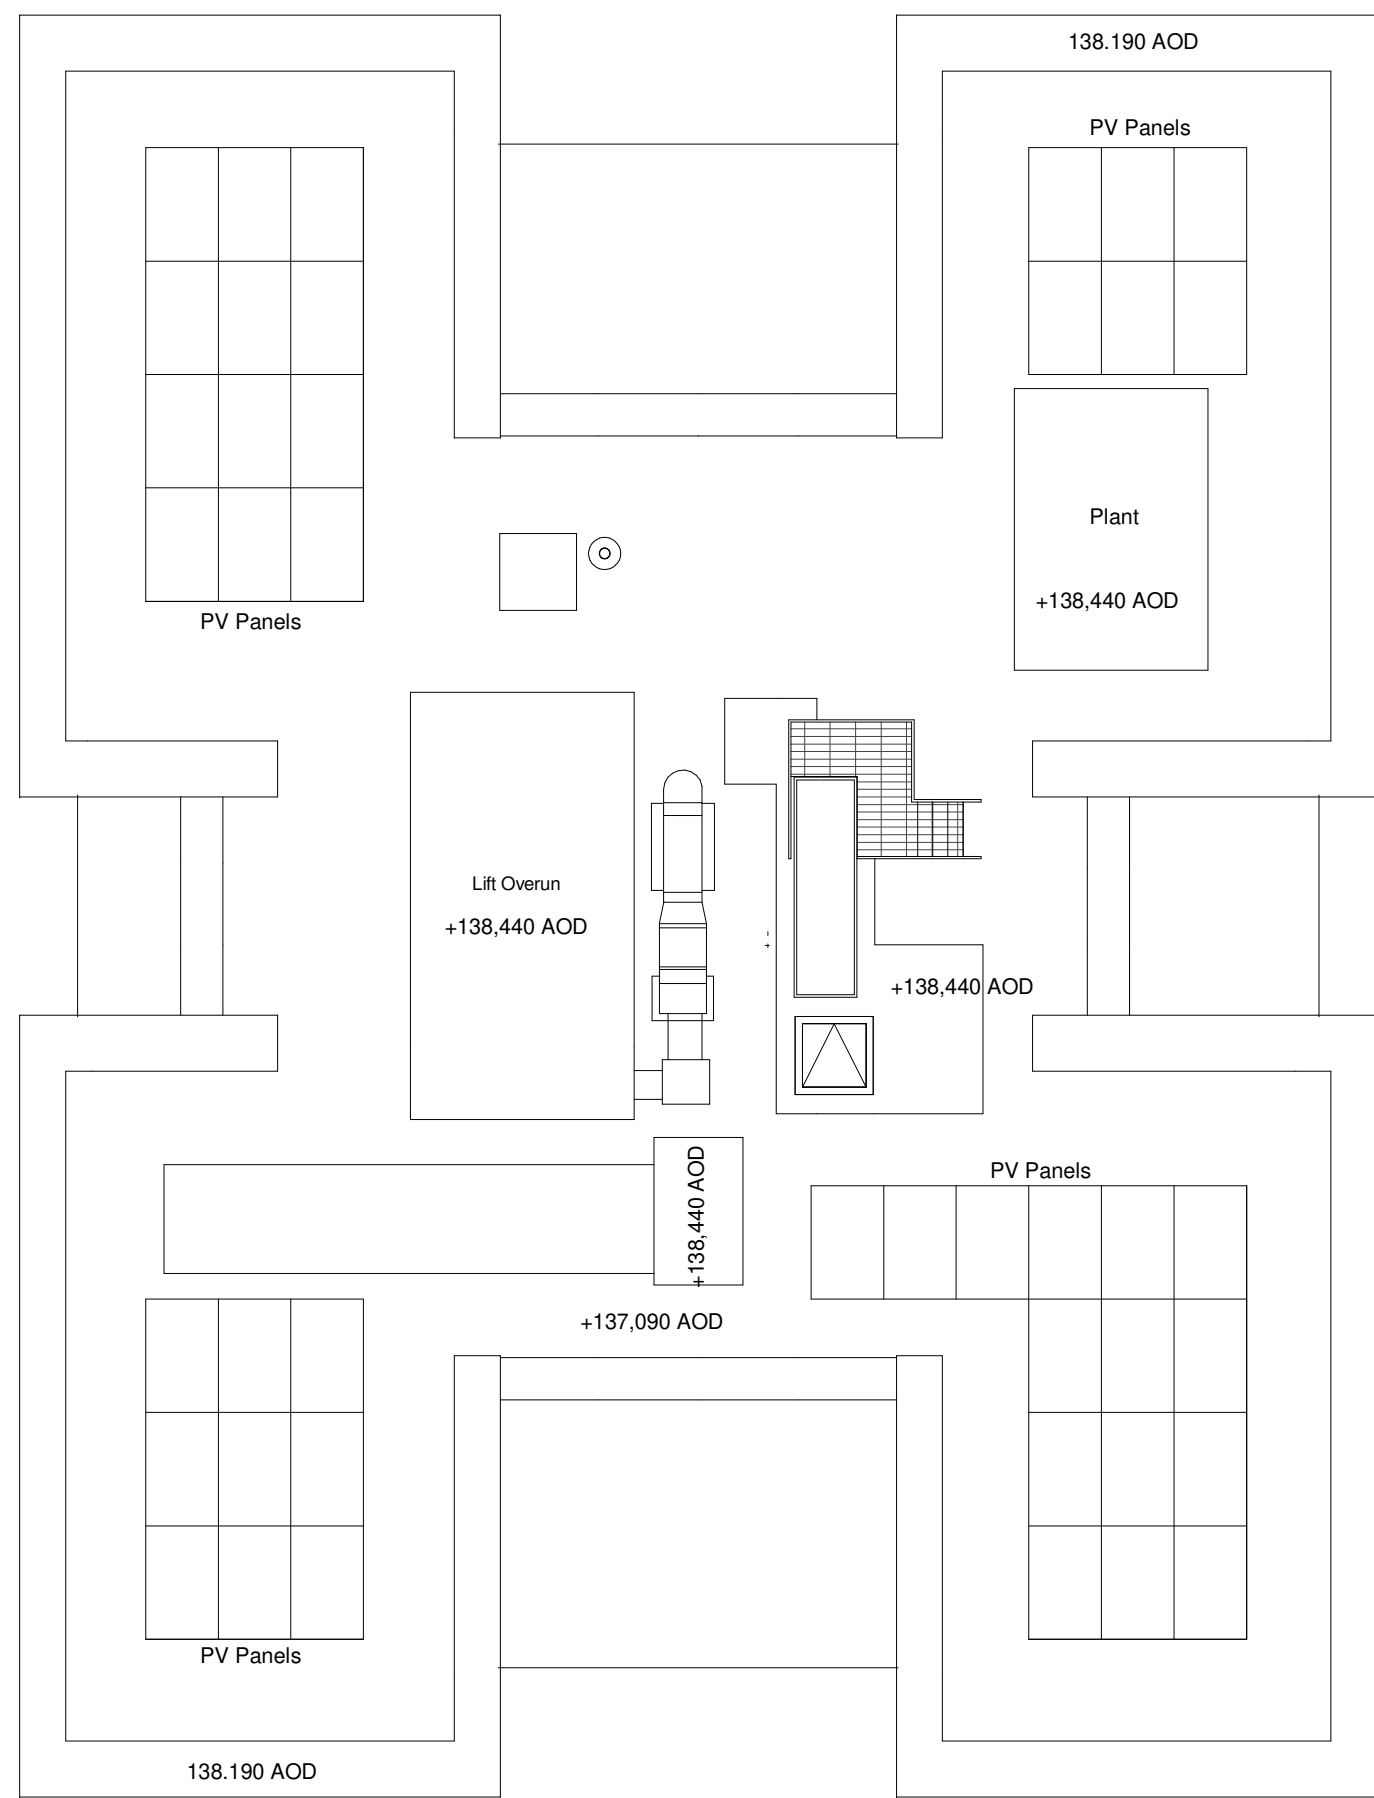 138.190 AOD
PV Panels
Plant
+138,440 AOD
PV Panels
Lift Overun
+138,440 AOD
+138,440 AOD
+138,440 AOD
PV Panels
+137,090 AOD
PV Panels
138.190 AOD